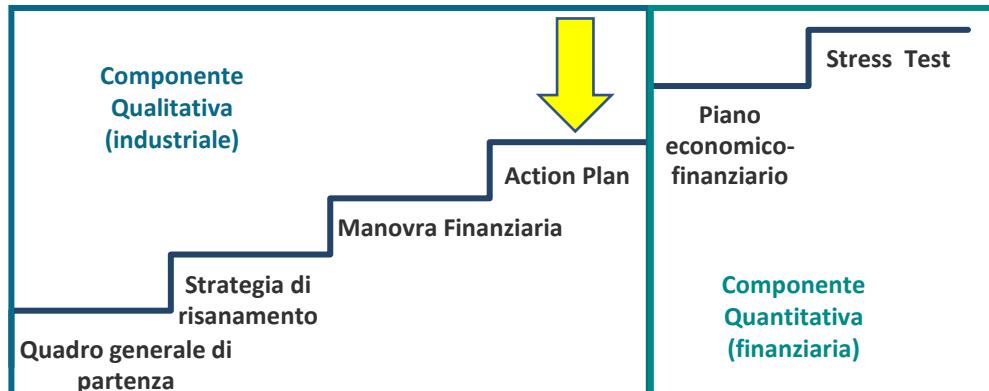 Componente
Qualitativa
(industriale)
Stress Test
Piano
economico-
finanziario
Action Plan
Manovra Finanziaria
Strategia di
risanamento
Componente
Quantitativa
(finanziaria)
Quadro generale di
partenza